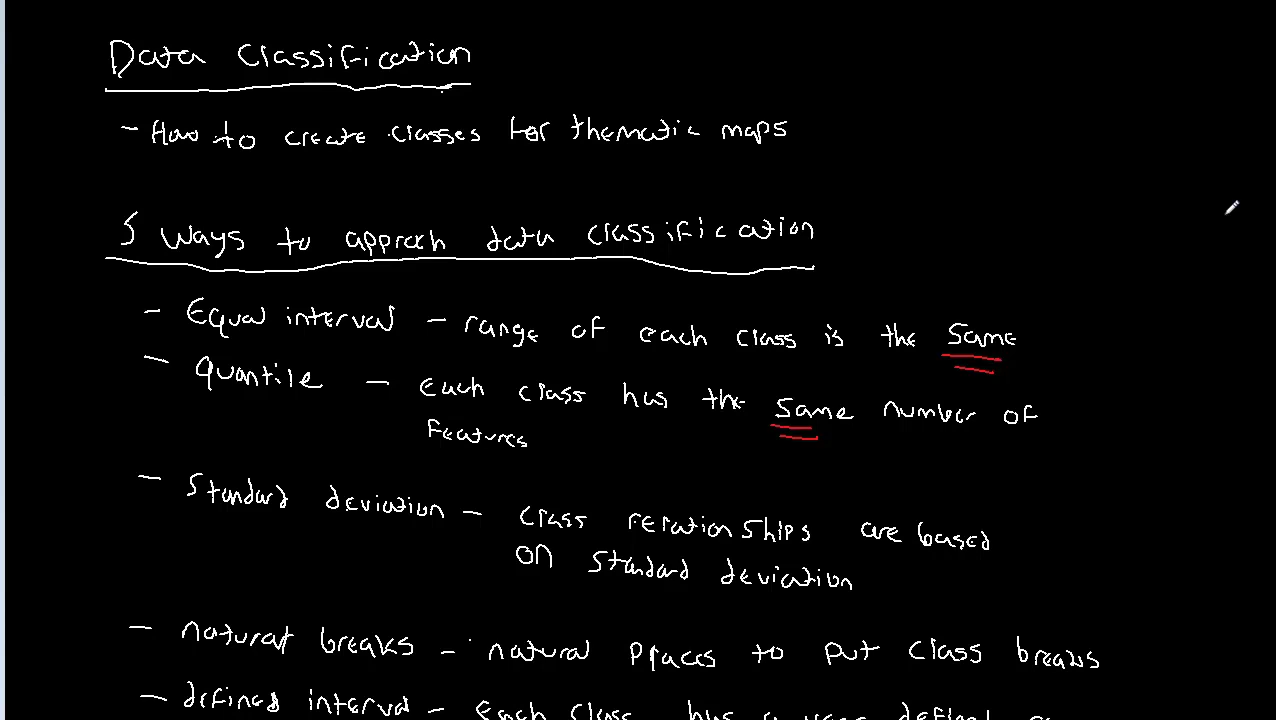 Data Classification
- How to create classes for thematic maps
5 Ways to approach data classification
- Equal interval - range of each class is the same
- Quantile - each class has the same number of
features
- Standard deviation - class relationships are based
on standard deviation
- natural breaks - natural places to put class breaks
- defined interval - Each class has a user defined